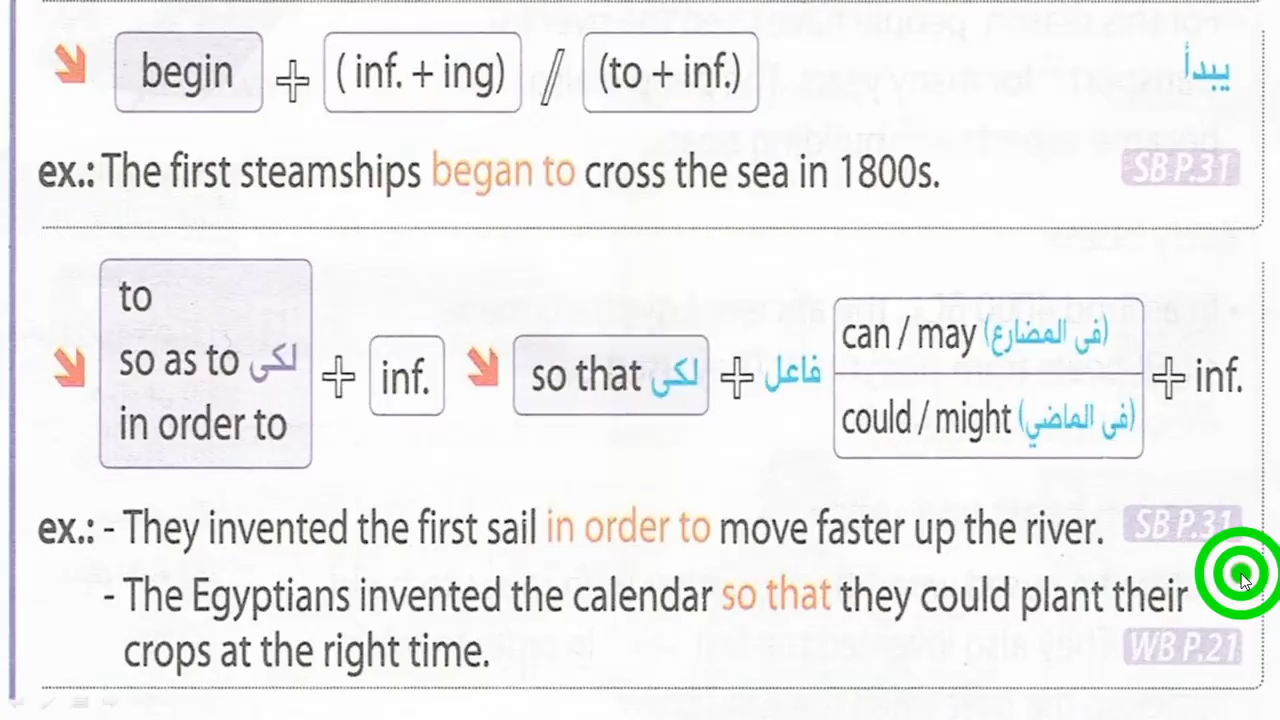 begin + ( inf. + ing) // (to + inf.) يبدأ
ex.: The first steamships began to cross the sea in 1800s. SB P.31
to
so as to لكى
in order to
+ inf.
so that لكى + فاعل
can / may (فى المضارع)
could / might (فى الماضي)
+ inf.
ex.: - They invented the first sail in order to move faster up the river. SB P.31
- The Egyptians invented the calendar so that they could plant their
crops at the right time. WB P.21